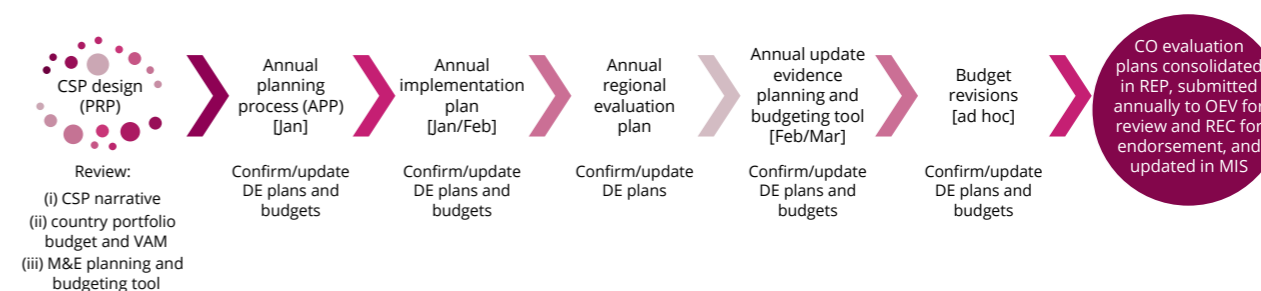 CSP design
(PRP)
Review:
(i) CSP narrative
(ii) country portfolio
budget and VAM
(iii) M&E planning and
budgeting tool
Annual
planning
process (APP)
[Jan]
Confirm/update
DE plans and
budgets
Annual
implementation
plan
[Jan/Feb]
Confirm/update
DE plans and
budgets
Annual
regional
evaluation
plan
Confirm/update
DE plans
Annual update
evidence
planning and
budgeting tool
[Feb/Mar]
Confirm/update
DE plans and
budgets
Budget
revisions
[ad hoc]
Confirm/update
DE plans and
budgets
CO evaluation
plans consolidated
in REP, submitted
annually to OEV for
review and REC for
endorsement, and
updated in MIS